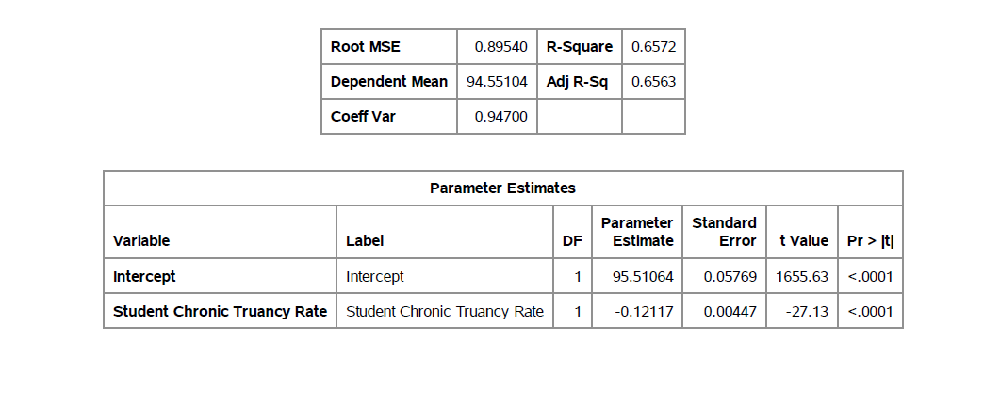 Root MSE 0.89540 R-Square 0.6572
Dependent Mean 94.55104 Adj R-Sq 0.6563
Coeff Var 0.94700
Parameter Estimates
Variable Label DF Parameter Estimate Standard Error t Value Pr > |t|
Intercept Intercept 1 95.51064 0.05769 1655.63 <.0001
Student Chronic Truancy Rate Student Chronic Truancy Rate 1 -0.12117 0.00447 -27.13 <.0001